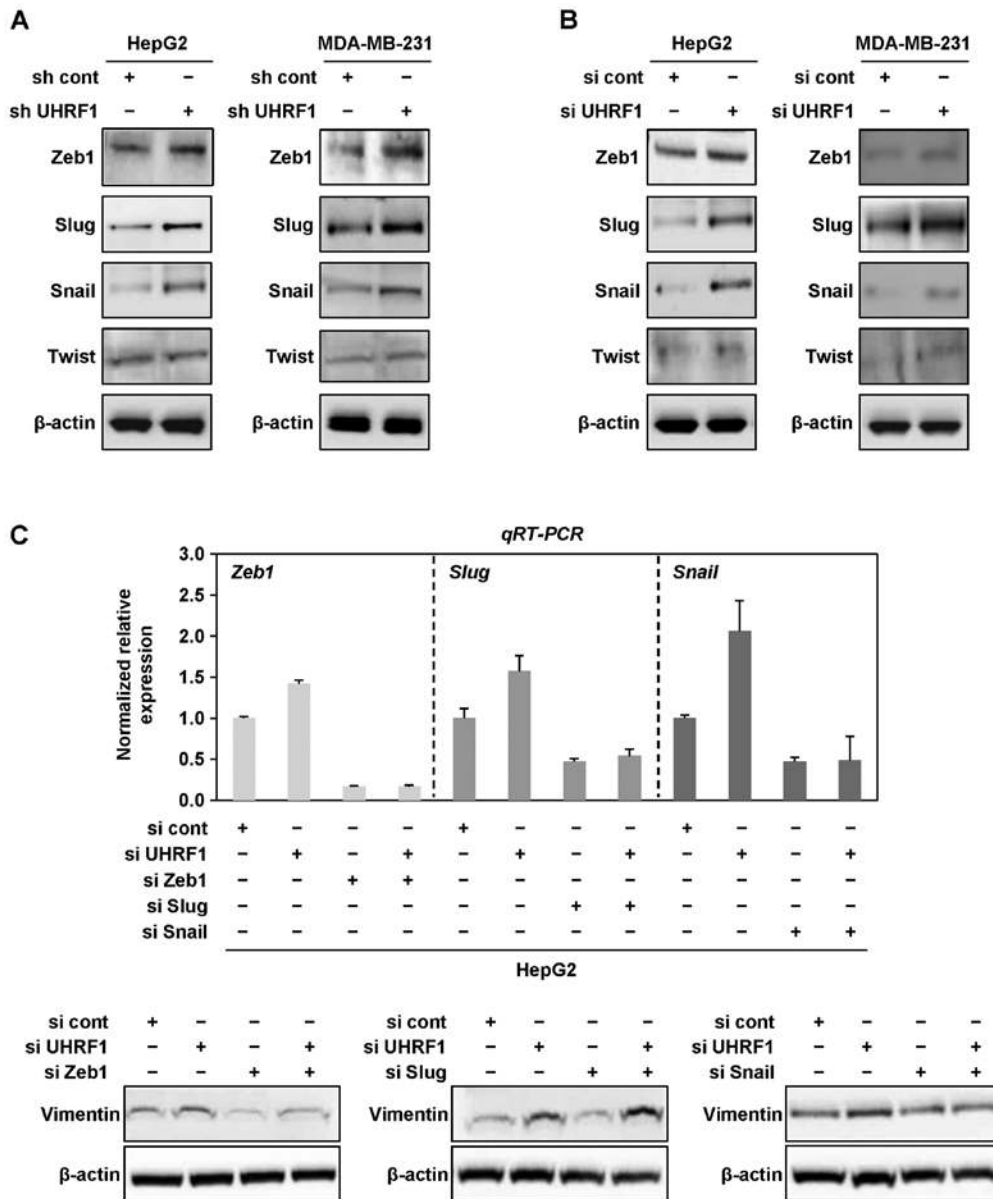 A
HepG2
MDA-MB-231
sh cont + –
sh cont + –
sh UHRF1 – +
sh UHRF1 – +
Zeb1
Zeb1
Slug
Slug
Snail
Snail
Twist
Twist
β-actin
β-actin
B
HepG2
MDA-MB-231
si cont + –
si cont + –
si UHRF1 – +
si UHRF1 – +
Zeb1
Zeb1
Slug
Slug
Snail
Snail
Twist
Twist
β-actin
β-actin
C
qRT-PCR
Normalized relative
expression
3.0
2.5
2.0
1.5
1.0
0.5
0.0
Zeb1
Slug
Snail
si cont + – – – + – – – + – – –
si UHRF1 – + – + – + – + – + – +
si Zeb1 – – + + – – – – – – – –
si Slug – – – – – – + + – – – –
si Snail – – – – – – – – – – + +
HepG2
si cont + – – –
si UHRF1 – + – +
si Zeb1 – – + +
Vimentin
β-actin
si cont + – – –
si UHRF1 – + – +
si Slug – – + +
Vimentin
β-actin
si cont + – – –
si UHRF1 – + – +
si Snail – – + +
Vimentin
β-actin